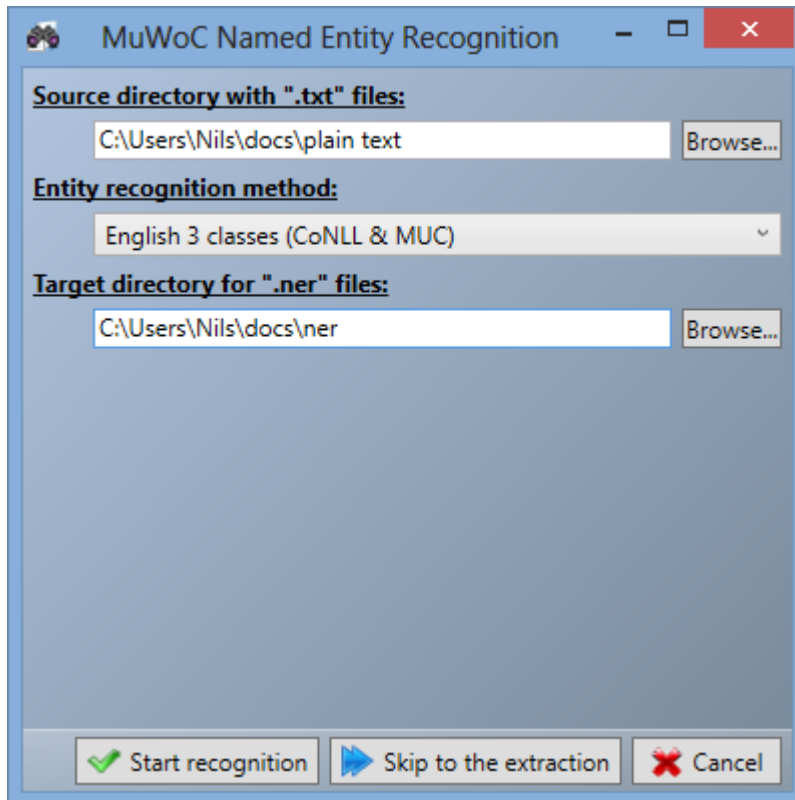 MuWoC Named Entity Recognition
Source directory with ".txt" files:
C:\Users\Nils\docs\plain text Browse...
Entity recognition method:
English 3 classes (CoNLL & MUC)
Target directory for ".ner" files:
C:\Users\Nils\docs\ner Browse...
Start recognition Skip to the extraction Cancel